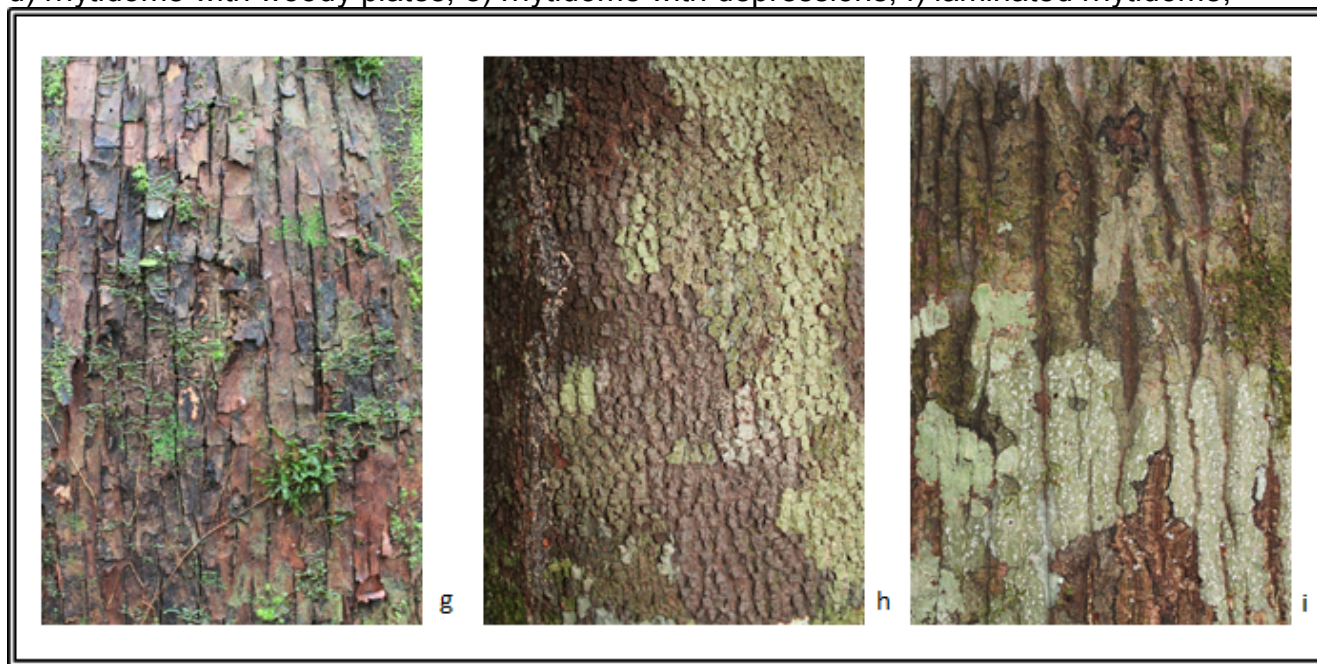 d) rhytidome with woody plates; e) rhytidome with depressions; f) laminated rhytidome;
g
h
i